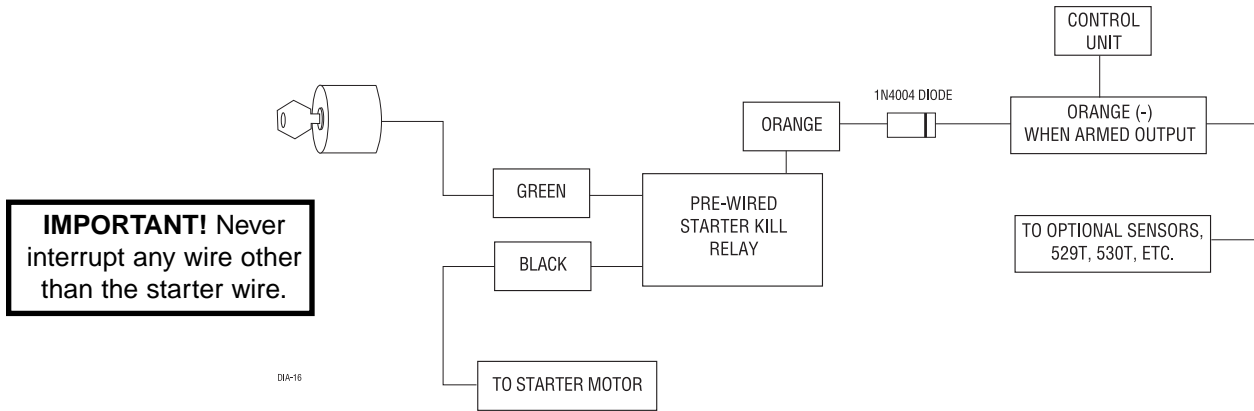 CONTROL
UNIT
1N4004 DIODE
ORANGE
ORANGE (-)
WHEN ARMED OUTPUT
GREEN
PRE-WIRED
STARTER KILL
RELAY
IMPORTANT! Never
interrupt any wire other
than the starter wire.
BLACK
TO OPTIONAL SENSORS,
529T, 530T, ETC.
DIA-16
TO STARTER MOTOR